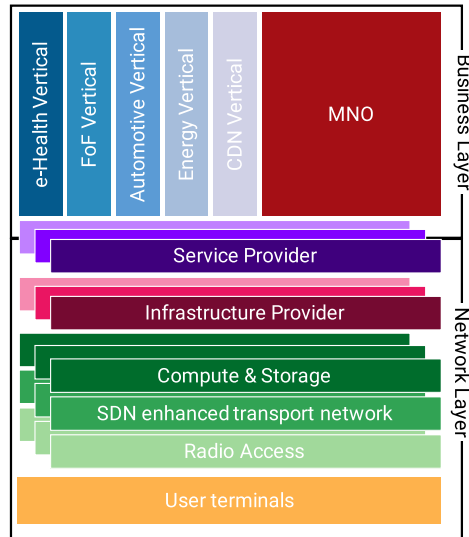 e-Health Vertical
FoF Vertical
Automotive Vertical
Energy Vertical
CDN Vertical
MNO
Business Layer
Service Provider
Infrastructure Provider
Compute & Storage
SDN enhanced transport network
Radio Access
User terminals
Network Layer